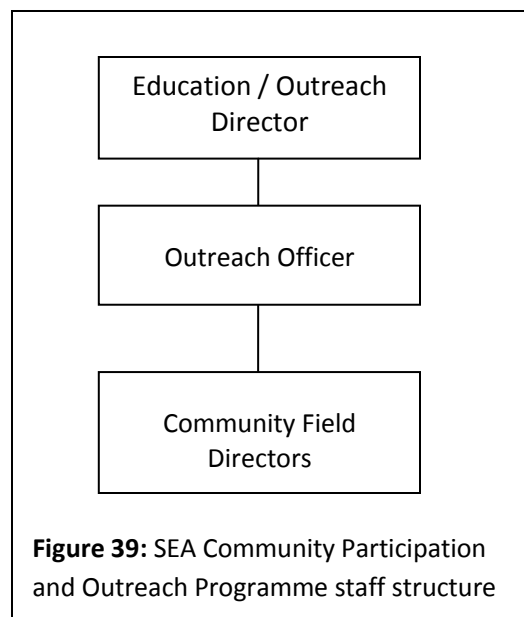 Education / Outreach
Director
Outreach Officer
Community Field
Directors
Figure 39: SEA Community Participation
and Outreach Programme staff structure